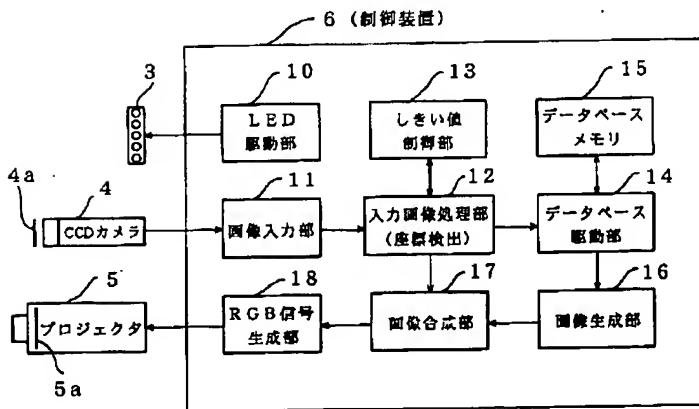 6 (制御装置)
3
10
13
15
LED
駆動部
しきい値
制御部
データベース
メモリ
4a
4
11
12
14
CCDカメラ
画像入力部
入力画像処理部
(座標検出)
データベース
駆動部
5
18
17
16
プロジェクタ
RGB信号
生成部
画像合成部
画像生成部
5a